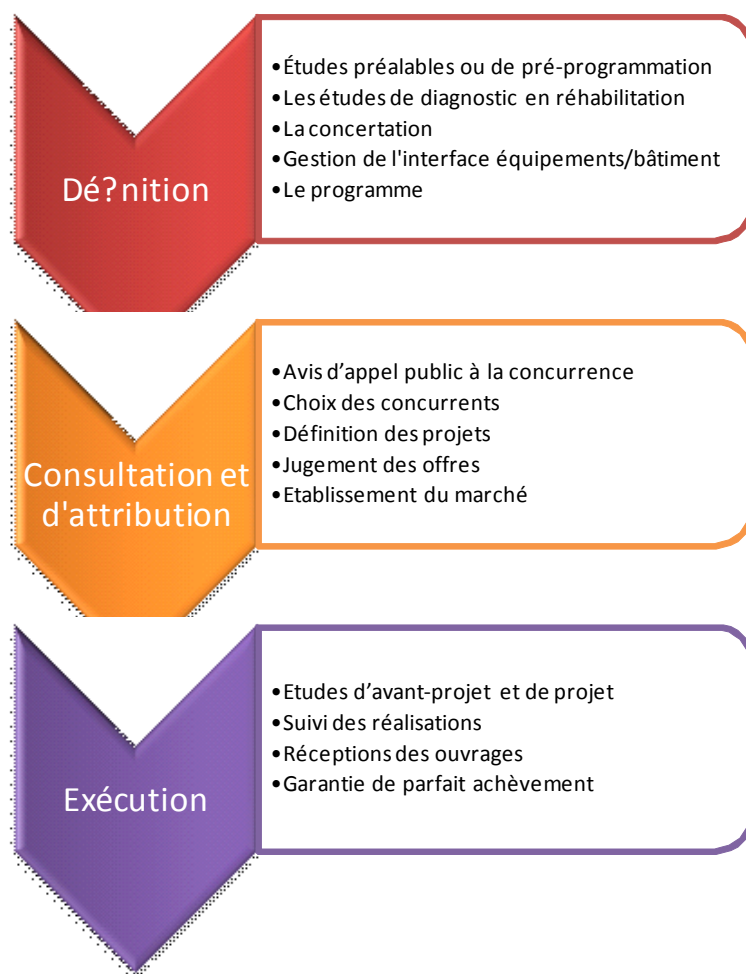 Dé?nition
•Études préalables ou de pré-programmation
•Les études de diagnostic en réhabilitation
•La concertation
•Gestion de l'interface équipements/bâtiment
•Le programme
Consultation et
d'attribution
•Avis d’appel public à la concurrence
•Choix des concurrents
•Définition des projets
•Jugement des offres
•Etablissement du marché
Exécution
•Etudes d’avant-projet et de projet
•Suivi des réalisations
•Réceptions des ouvrages
•Garantie de parfait achèvement